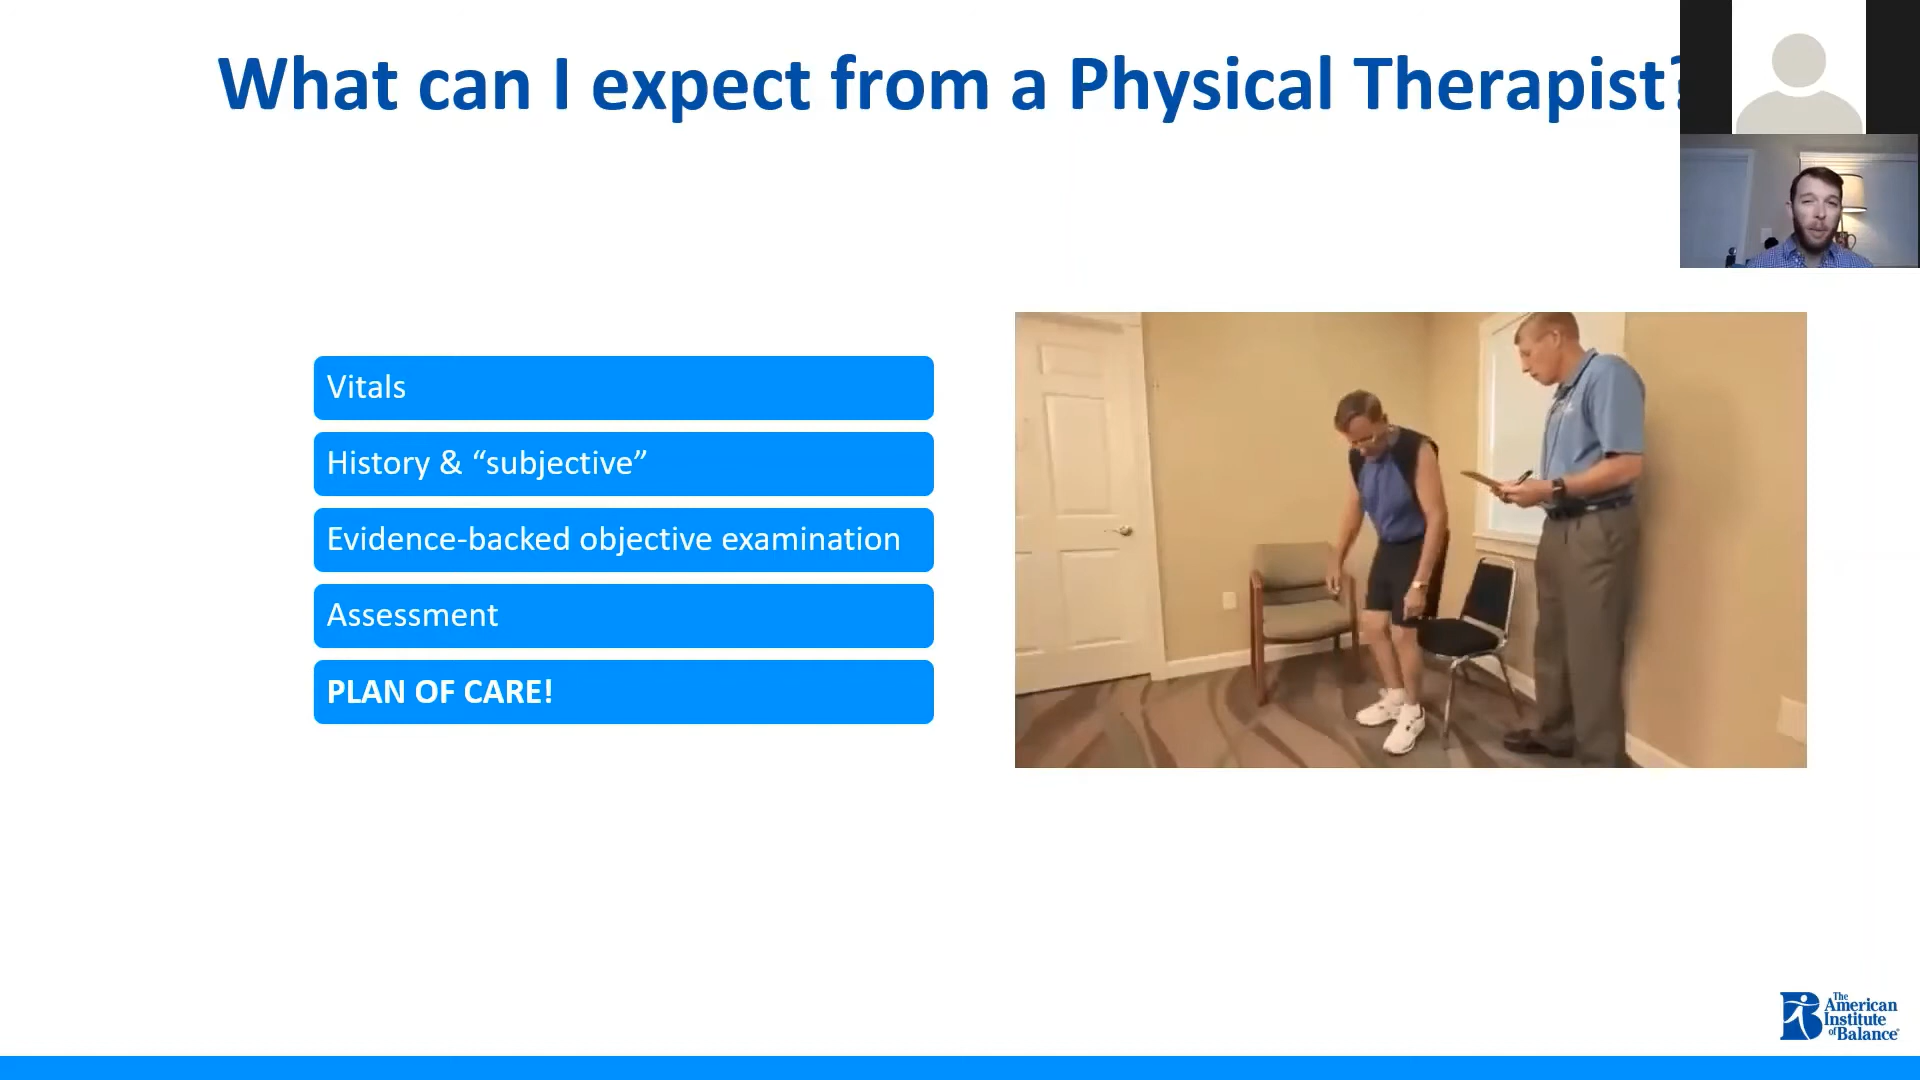 What can I expect from a Physical Therapist?
Vitals
History & “subjective”
Evidence-backed objective examination
Assessment
PLAN OF CARE!
The
American
Institute
of Balance